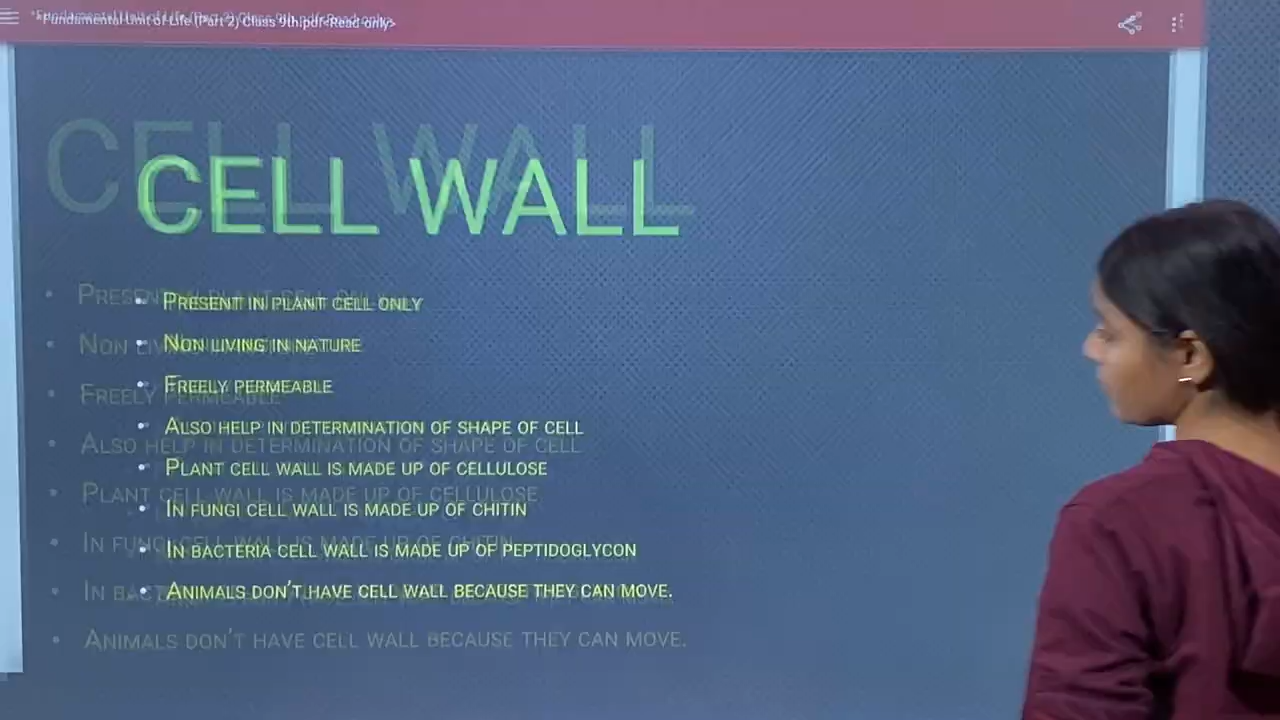 *Fundamental Unit of Life (Part 2) Class 9th.pdf<Read-only>
CELL WALL
• Present in plant cell only
• Non living in nature
• Freely permeable
• Also help in determination of shape of cell
• Plant cell wall is made up of cellulose
• In fungi cell wall is made up of chitin
• In bacteria cell wall is made up of peptidoglycon
• Animals don't have cell wall because they can move.